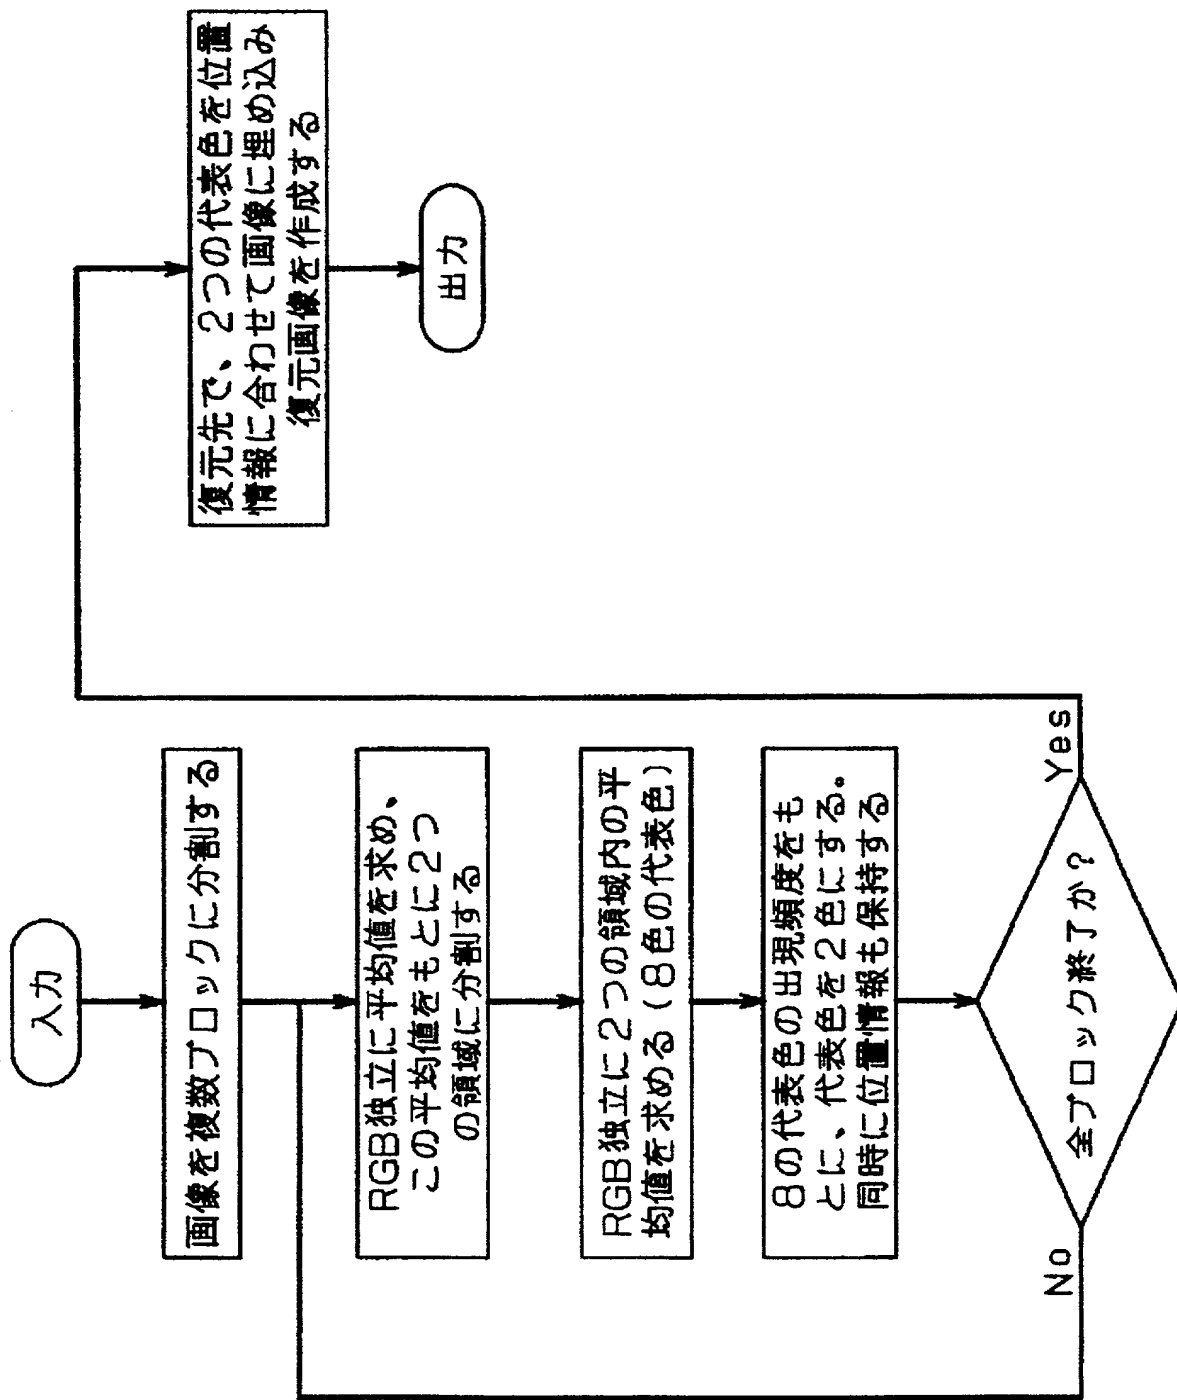 入力
画像を複数ブロックに分割する
RGB独立に平均値を求め、
この平均値をもとに2つ
の領域に分割する
RGB独立に2つの領域内の平
均値を求める（8色の代表色）
8の代表色の出現頻度をも
とに、代表色を2色にする。
同時に位置情報も保持する
全ブロック終了か?
No
Yes
復元先で、2つの代表色を位置
情報に合わせて画像に埋め込み
復元画像を作成する
出力